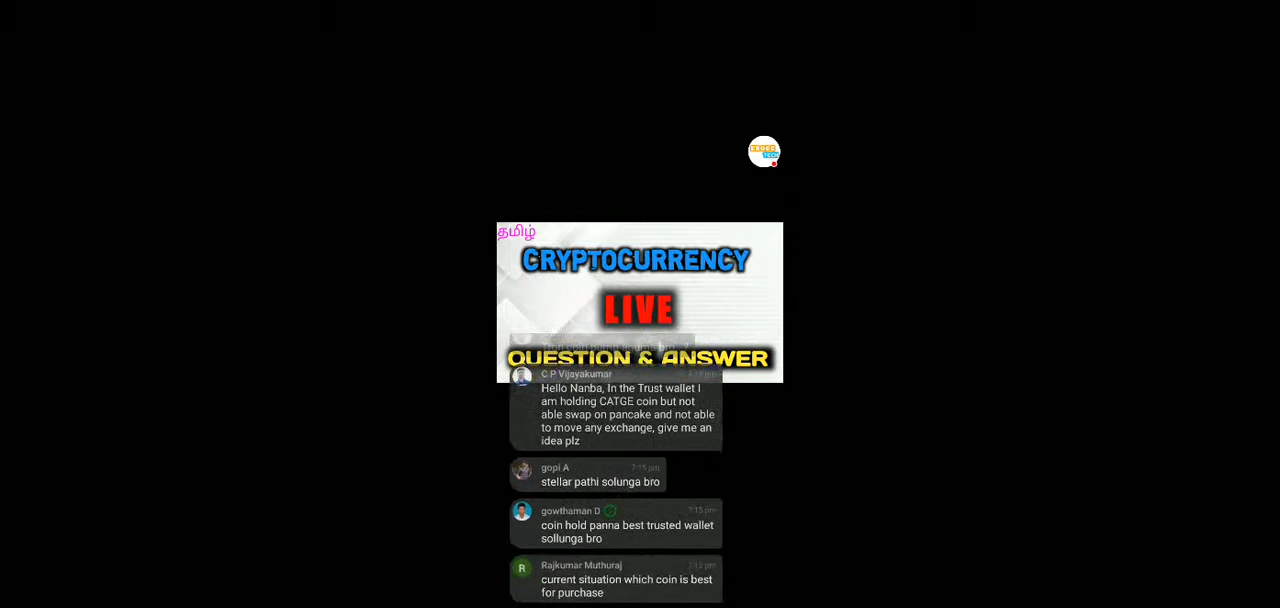 தமிழ்
CRYPTOCURRENCY
LIVE
QUESTION & ANSWER
C P Vijayakumar
Hello Nanba, In the Trust wallet I
am holding CATGE coin but not
able swap on pancake and not able
to move any exchange, give me an
idea plz
gopi A 7:15 pm
stellar pathi solunga bro
gowthaman D 7:15 pm
coin hold panna best trusted wallet
sollunga bro
Rajkumar Muthuraj
current situation which coin is best
for purchase